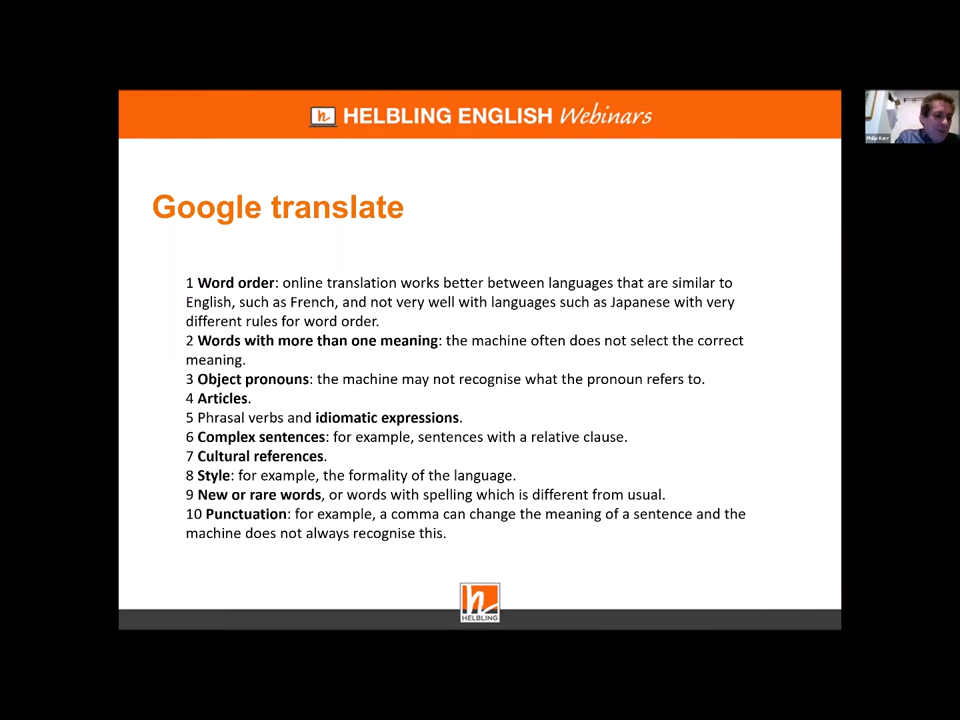 HELBLING ENGLISH Webinars
Philip Kerr
Google translate
1 Word order: online translation works better between languages that are similar to
English, such as French, and not very well with languages such as Japanese with very
different rules for word order.
2 Words with more than one meaning: the machine often does not select the correct
meaning.
3 Object pronouns: the machine may not recognise what the pronoun refers to.
4 Articles.
5 Phrasal verbs and idiomatic expressions.
6 Complex sentences: for example, sentences with a relative clause.
7 Cultural references.
8 Style: for example, the formality of the language.
9 New or rare words, or words with spelling which is different from usual.
10 Punctuation: for example, a comma can change the meaning of a sentence and the
machine does not always recognise this.
HELBLING